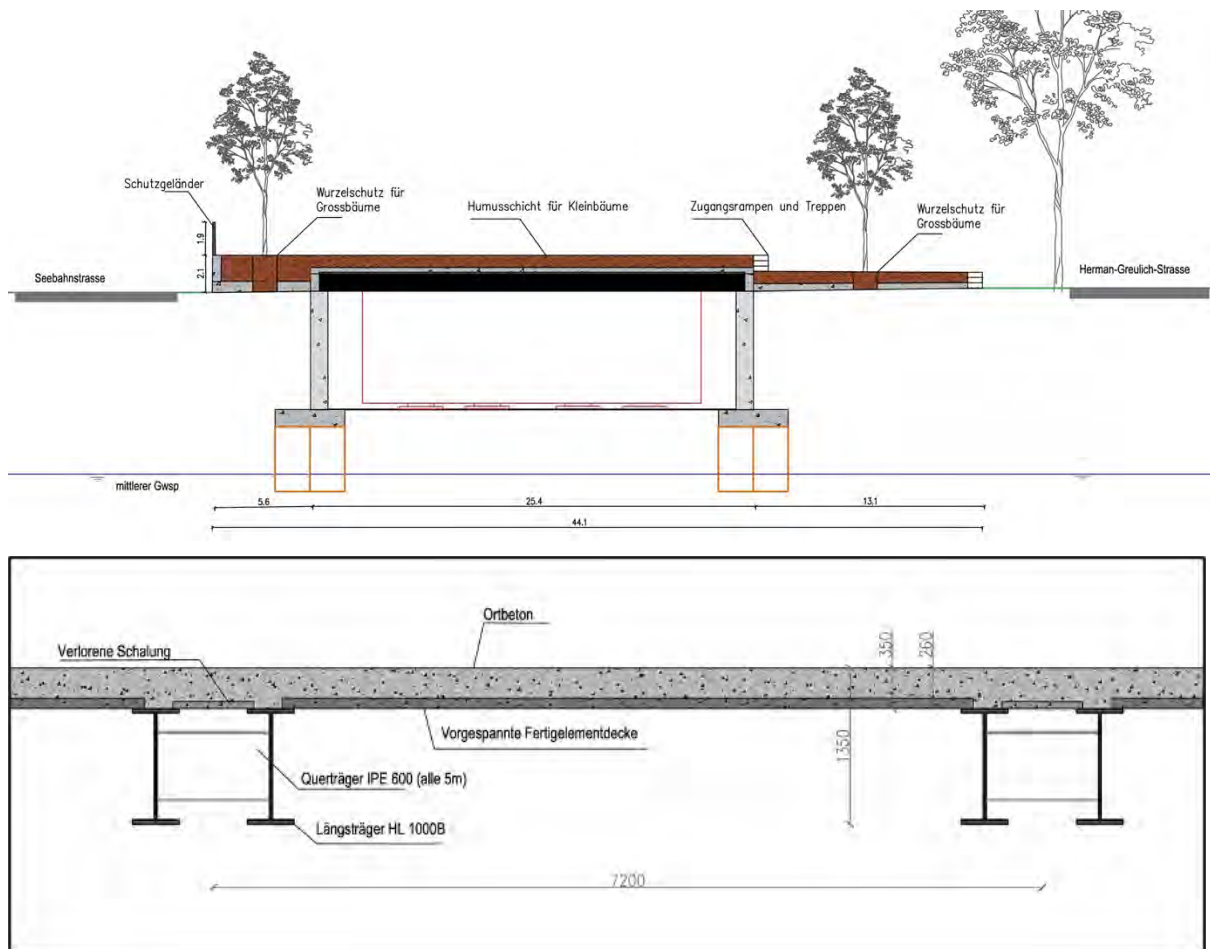 Schutzgeländer
Wurzelschutz für
Grossbäume
Humusschicht für Kleinbäume
Zugangsrampen und Treppen
Wurzelschutz für
Grossbäume
1.9
2.1
Seebahnstrasse
Herman-Greulich-Strasse
mittlerer Gwsp
5.6
25.4
13.1
44.1
Ortbeton
Verlorene Schalung
350
260
Vorgespannte Fertigelementdecke
1350
Querträger IPE 600 (alle 5m)
Längsträger HL 1000B
7200